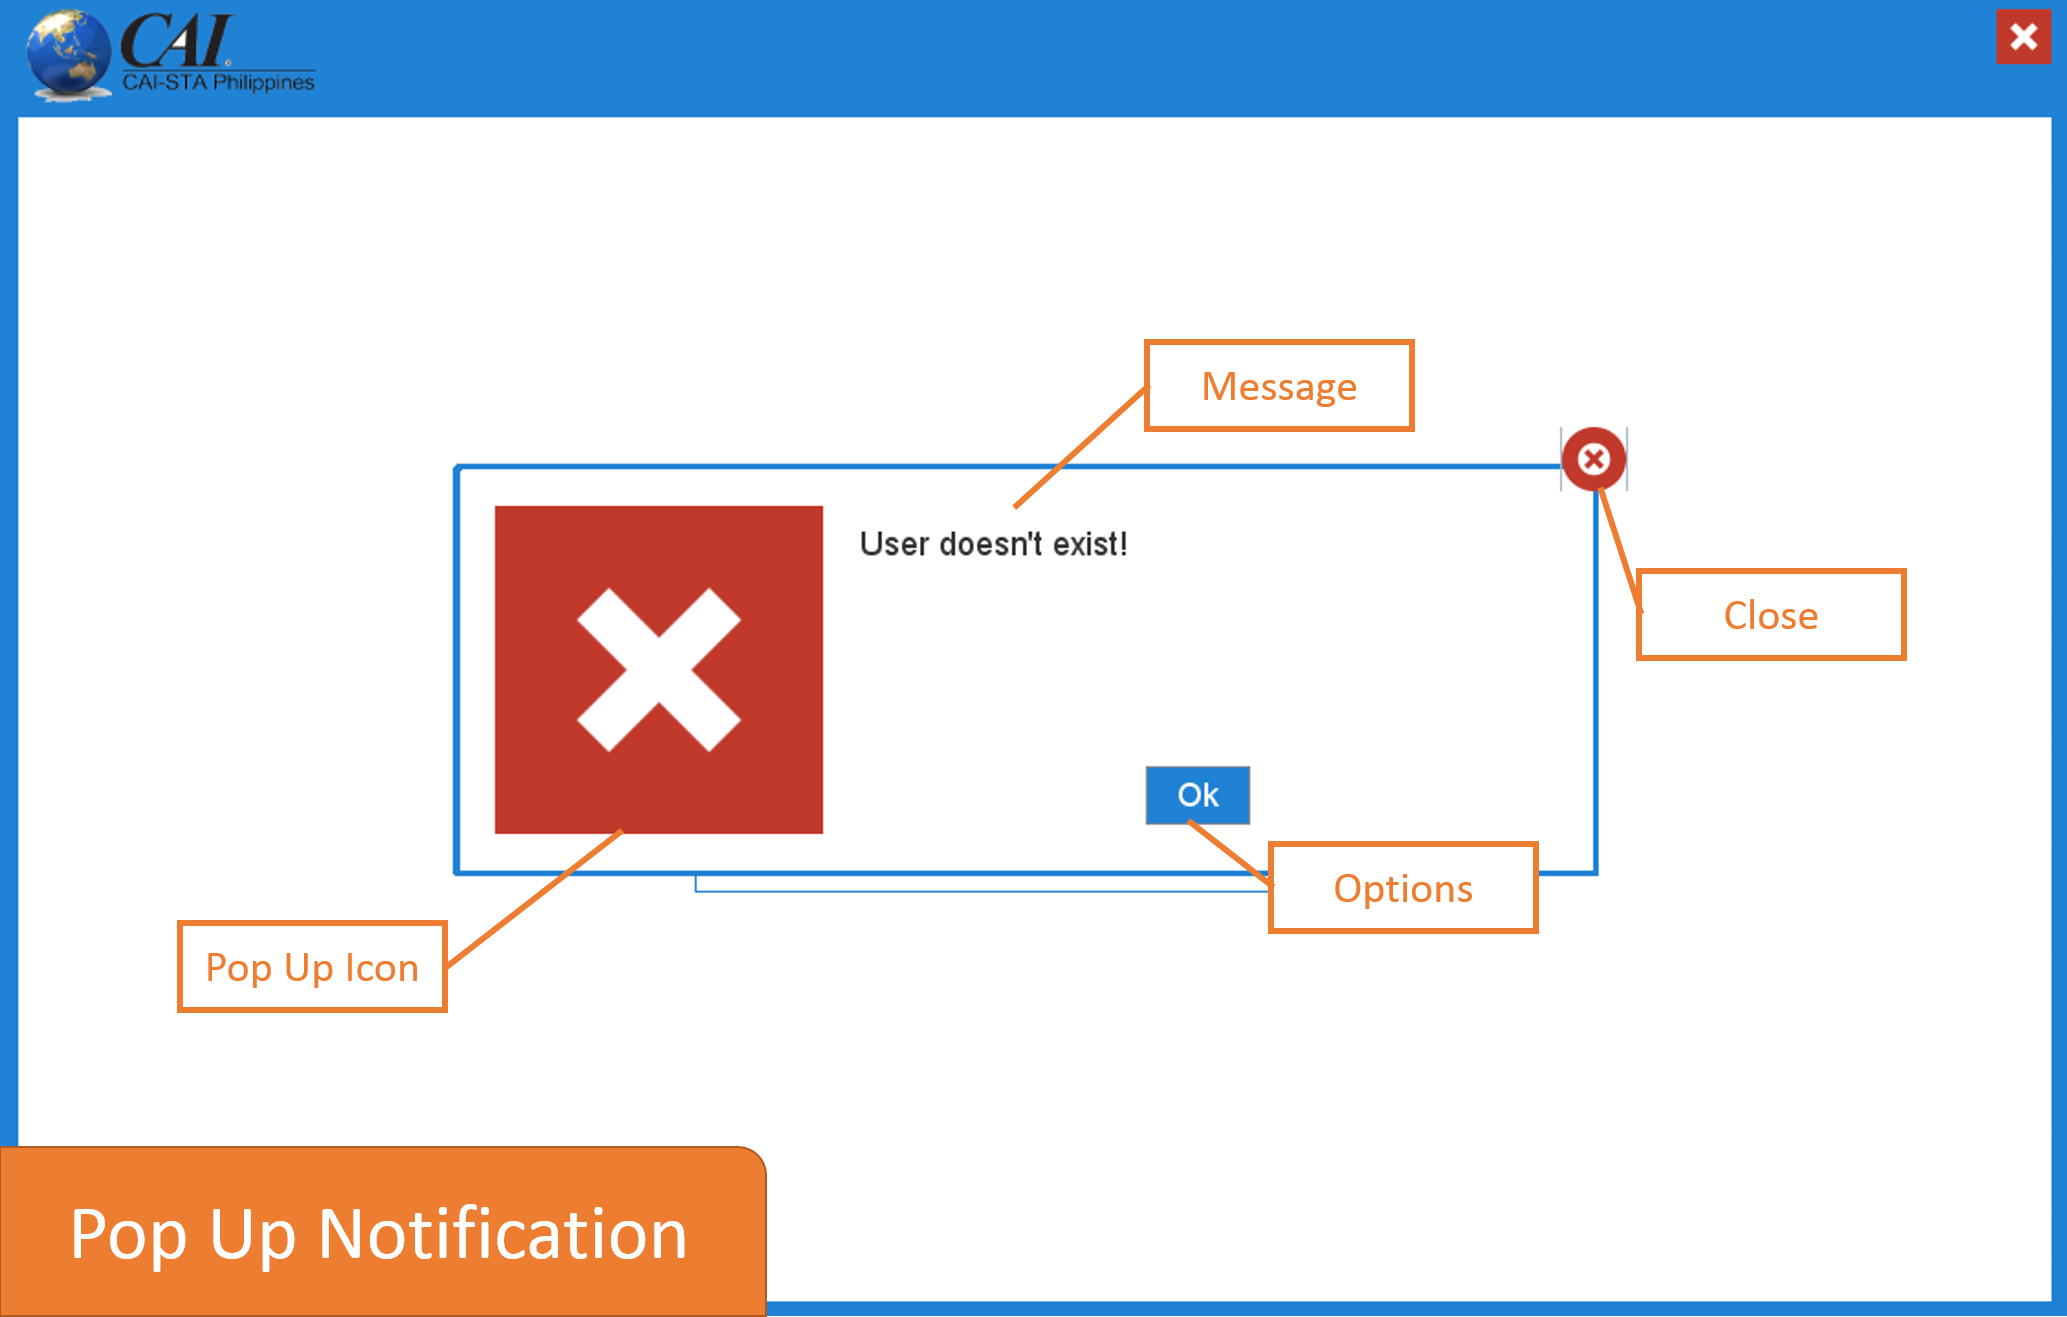 CAI
CAI-STA Philippines
Message
User doesn't exist!
Close
Ok
Options
Pop Up Icon
Pop Up Notification